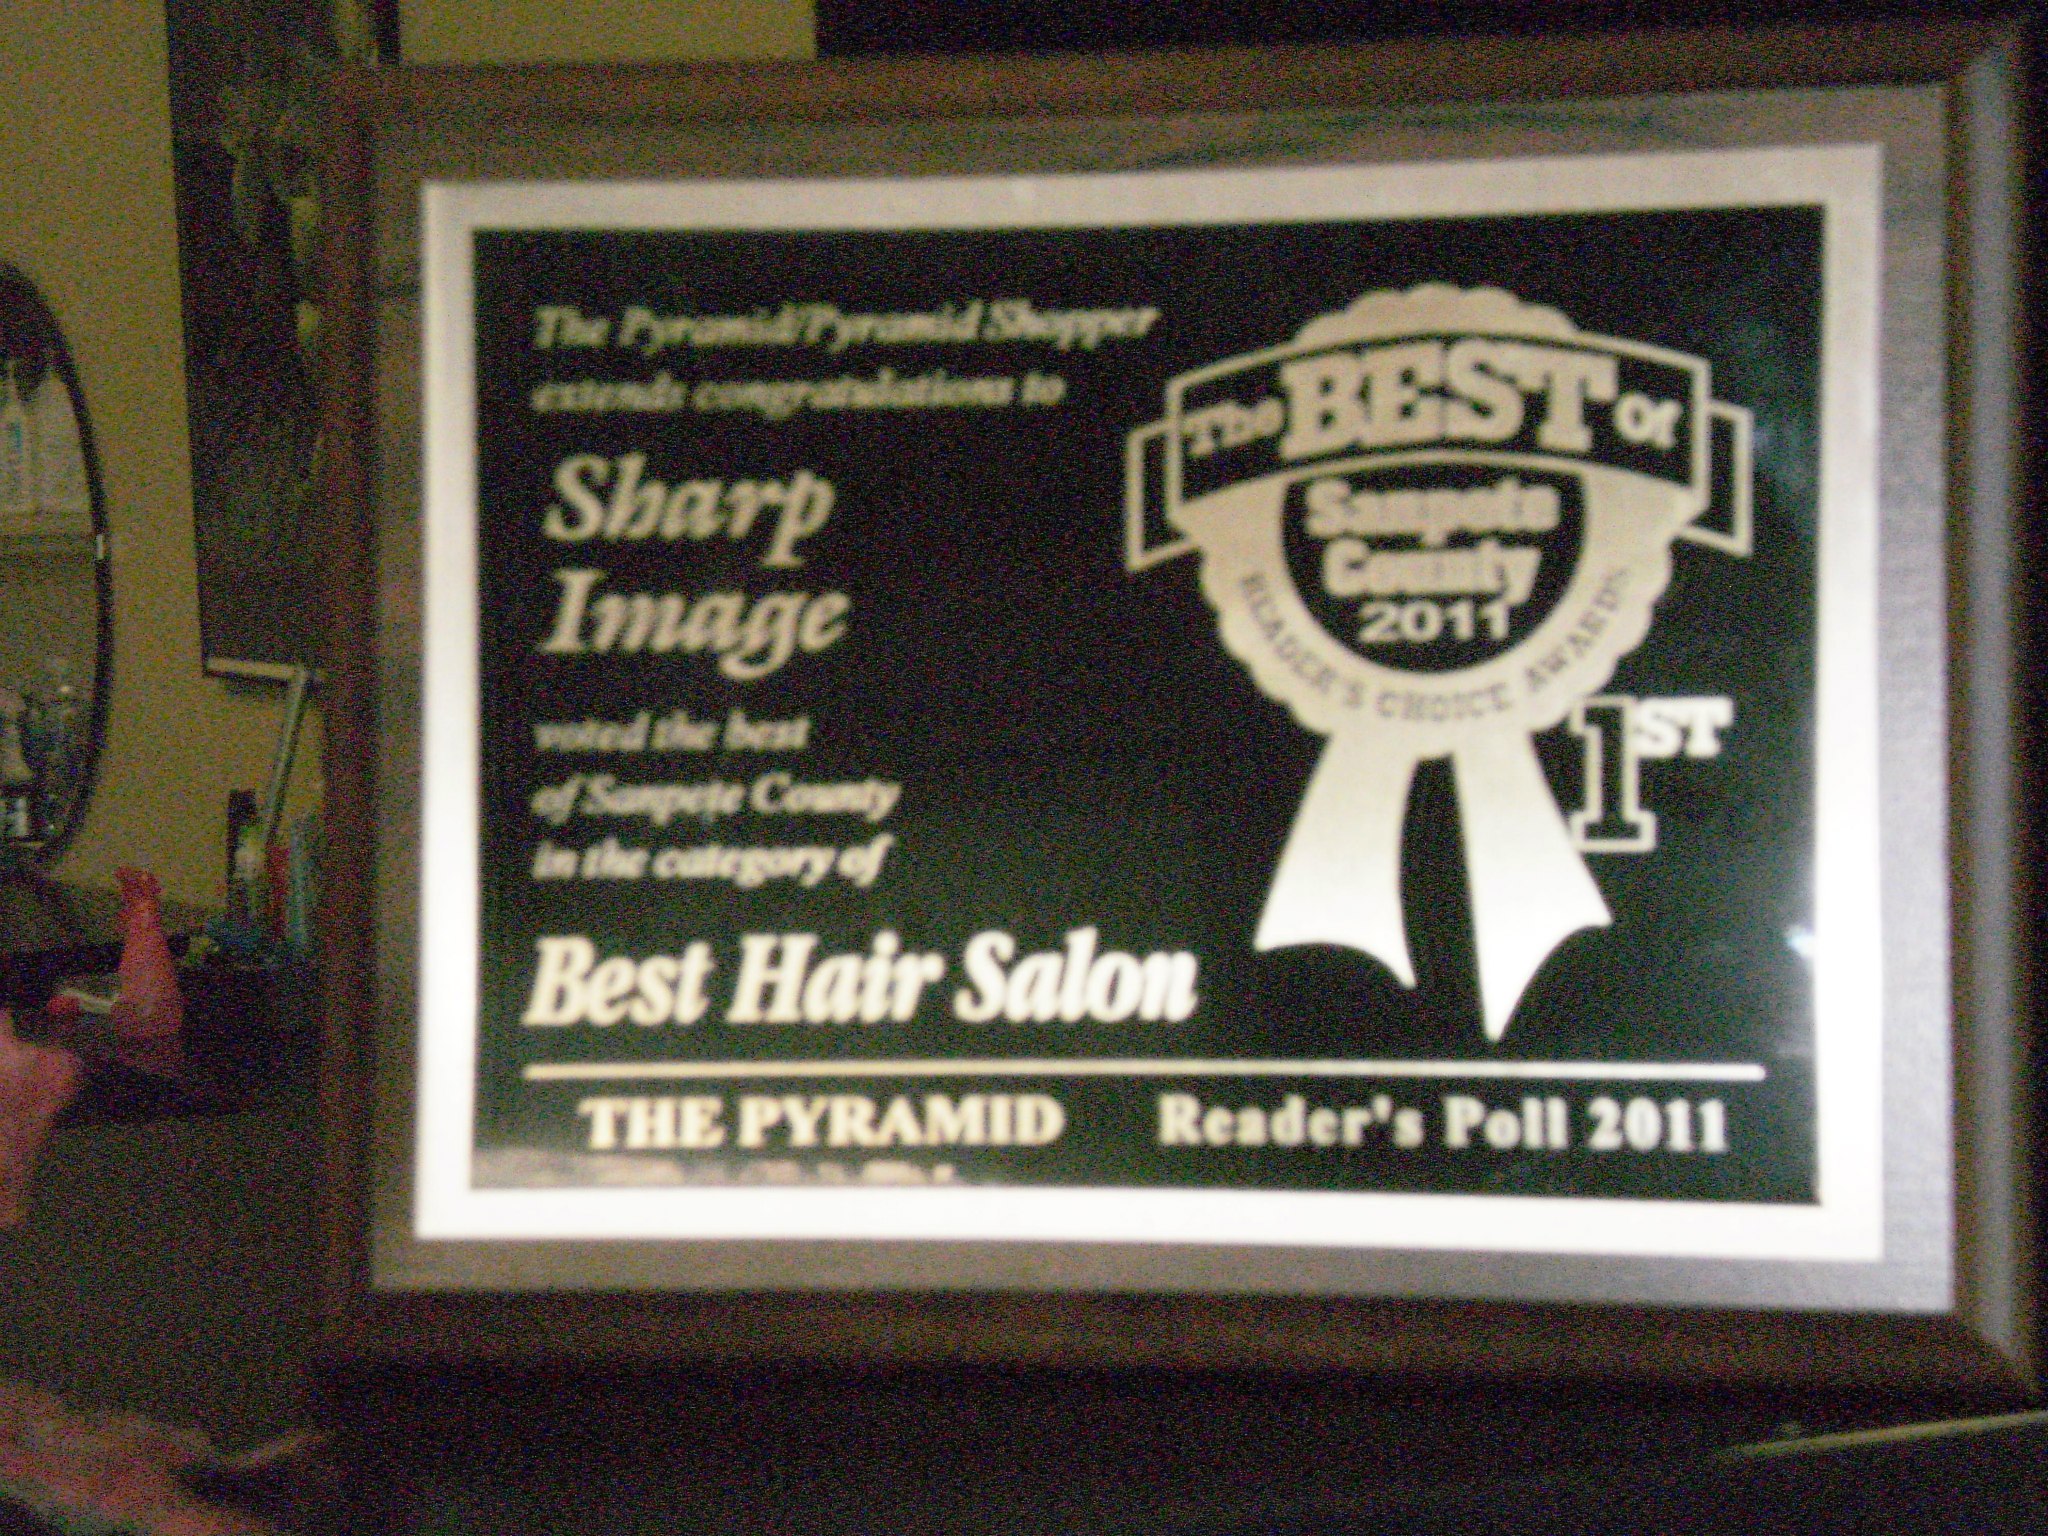 The Pyramid/Pyramid Shopper
extends congratulations to
Sharp
Image
voted the best
of Sanpete County
in the category of
Best Hair Salon
The BEST of
Sanpete
County
2011
READER'S CHOICE AWARDS
1ST
THE PYRAMID Reader's Poll 2011